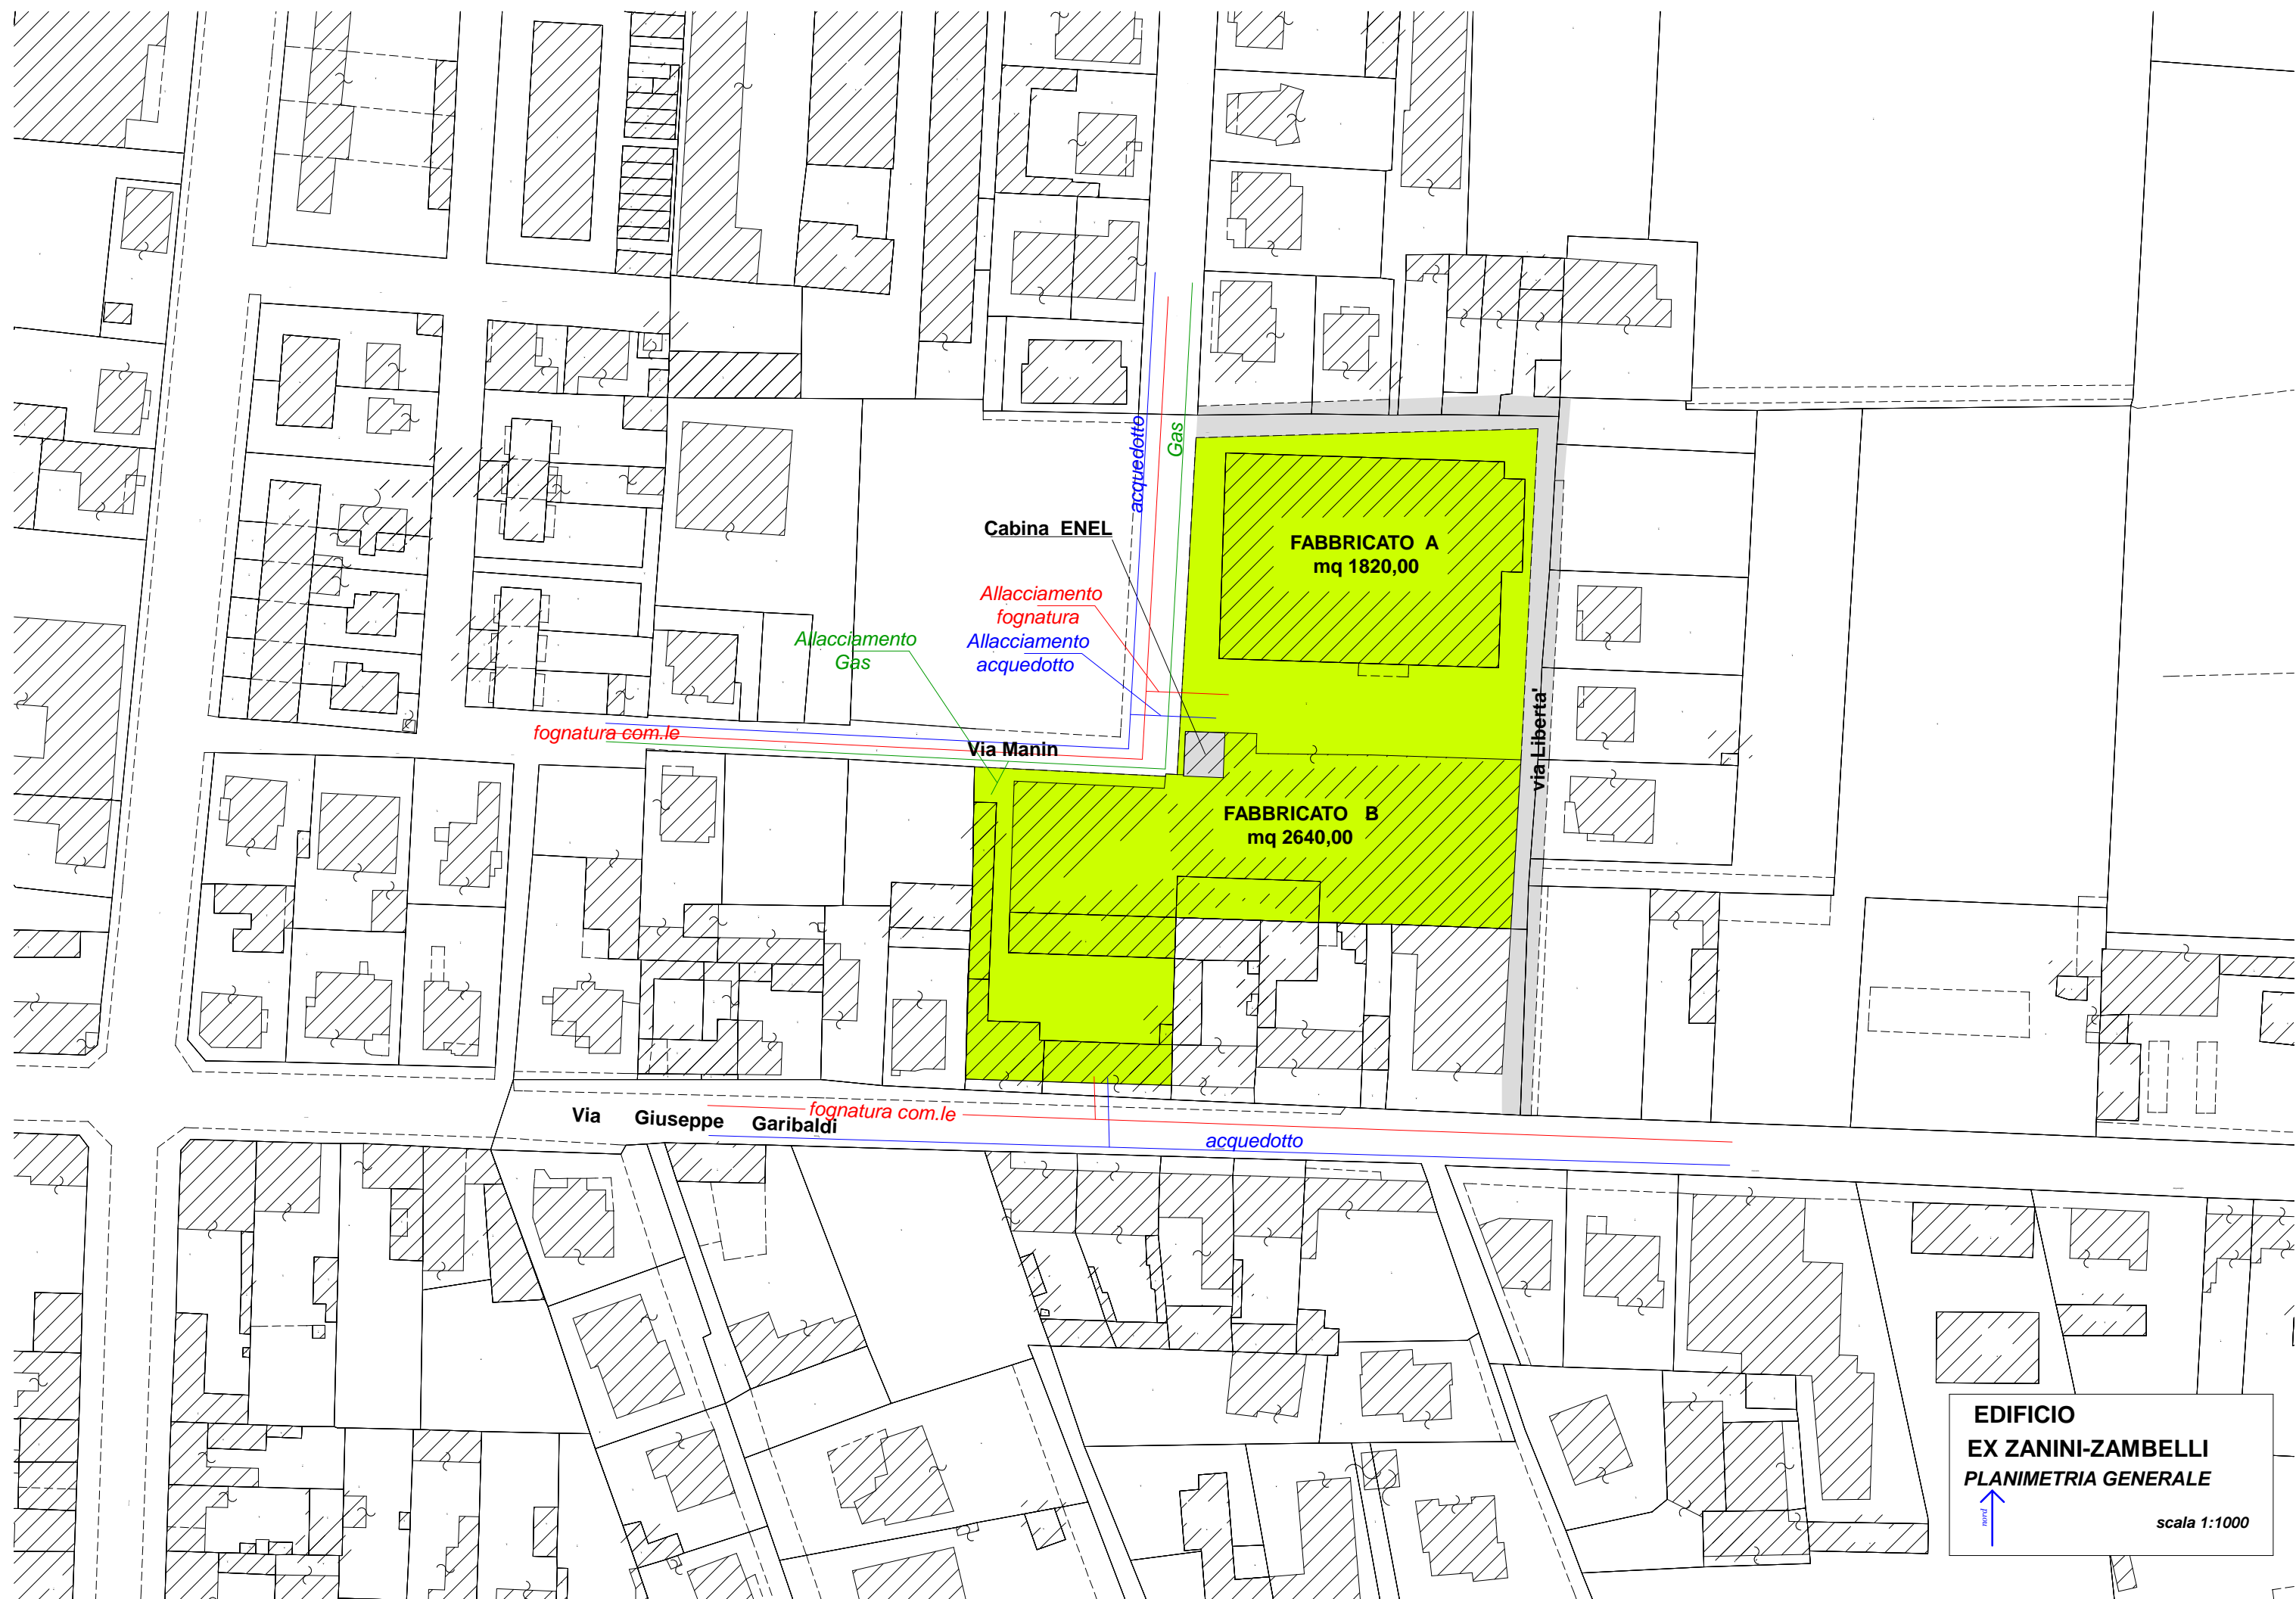 acquedotto
Gas
Cabina ENEL
FABBRICATO A
mq 1820,00
Allacciamento
fognatura
Allacciamento
Gas
Allacciamento
acquedotto
via Liberta'
fognatura com.le
Via Manin
FABBRICATO B
mq 2640,00
fognatura com.le
Via Giuseppe Garibaldi
acquedotto
EDIFICIO
EX ZANINI-ZAMBELLI
PLANIMETRIA GENERALE
nord
scala 1:1000